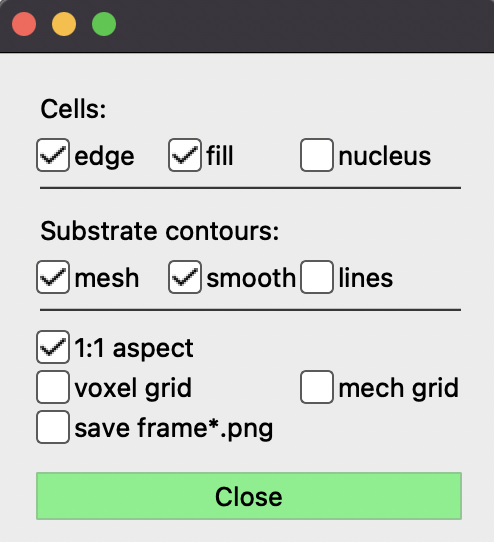 Cells:
edge fill nucleus
Substrate contours:
mesh smooth lines
1:1 aspect
voxel grid mech grid
save frame*.png
Close